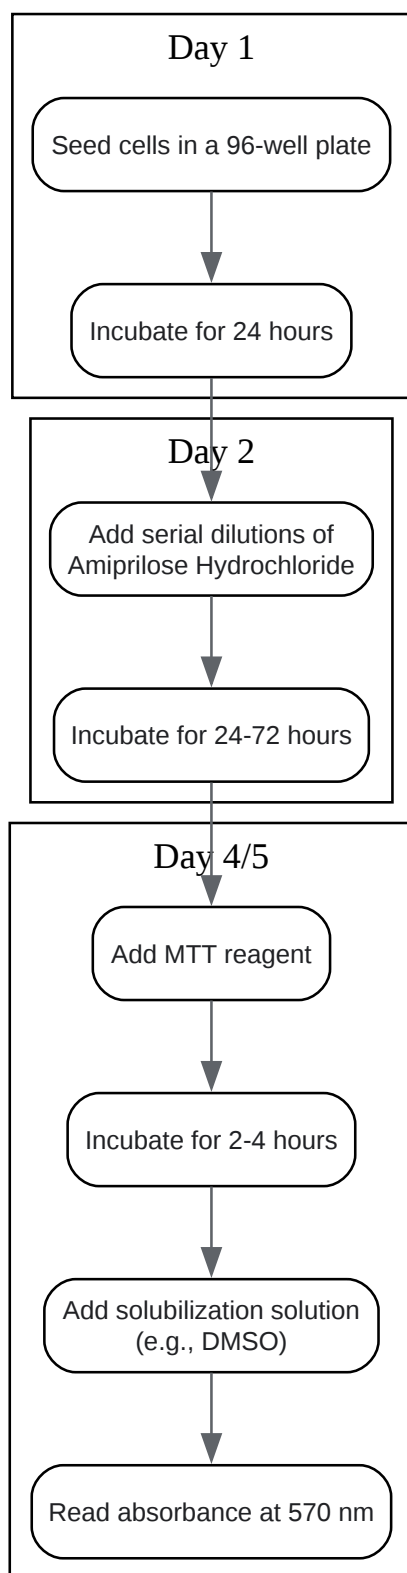 Day 1
Seed cells in a 96-well plate
Incubate for 24 hours
Day 2
Add serial dilutions of
Amiprilose Hydrochloride
Incubate for 24-72 hours
Day 4/5
Add MTT reagent
Incubate for 2-4 hours
Add solubilization solution
(e.g., DMSO)
Read absorbance at 570 nm